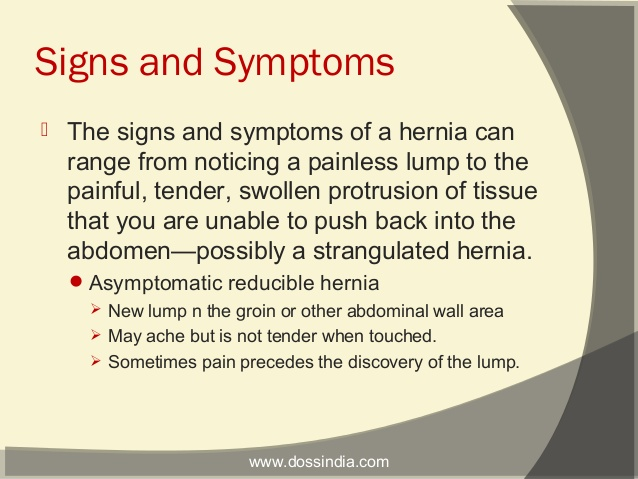 Signs and Symptoms
The signs and symptoms of a hernia can
range from noticing a painless lump to the
painful, tender, swollen protrusion of tissue
that you are unable to push back into the
abdomen—possibly a strangulated hernia.
Asymptomatic reducible hernia
New lump n the groin or other abdominal wall area
May ache but is not tender when touched.
Sometimes pain precedes the discovery of the lump.
www.dossindia.com